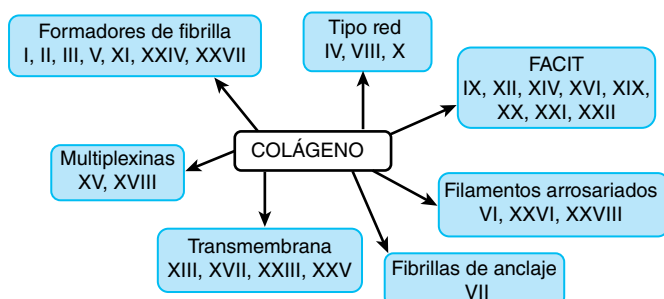 Formadores de fibrilla
I, II, III, V, XI, XXIV, XXVII
Tipo red
IV, VIII, X
FACIT
IX, XII, XIV, XVI, XIX,
XX, XXI, XXII
COLÁGENO
Multiplexinas
XV, XVIII
Filamentos arrosariados
VI, XXVI, XXVIII
Transmembrana
XIII, XVII, XXIII, XXV
Fibrillas de anclaje
VII